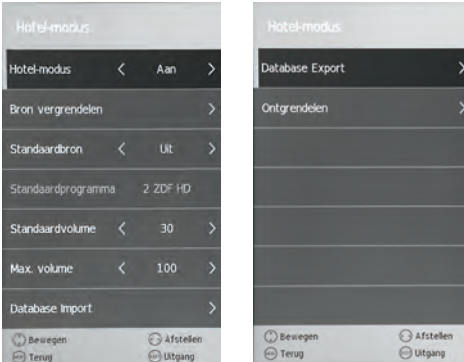 Hotel-modus
Hotel-modus < Aan >
Bron vergrendelen >
Standaardbron < Uit >
Standaardprogramma 2 ZDF HD
Standaardvolume < 30 >
Max. volume < 100 >
Database Import >
Bewegen Afstellen
Terug Uitgang
Hotel-modus
Database Export >
Ontgrendelen >
Bewegen Afstellen
Terug Uitgang